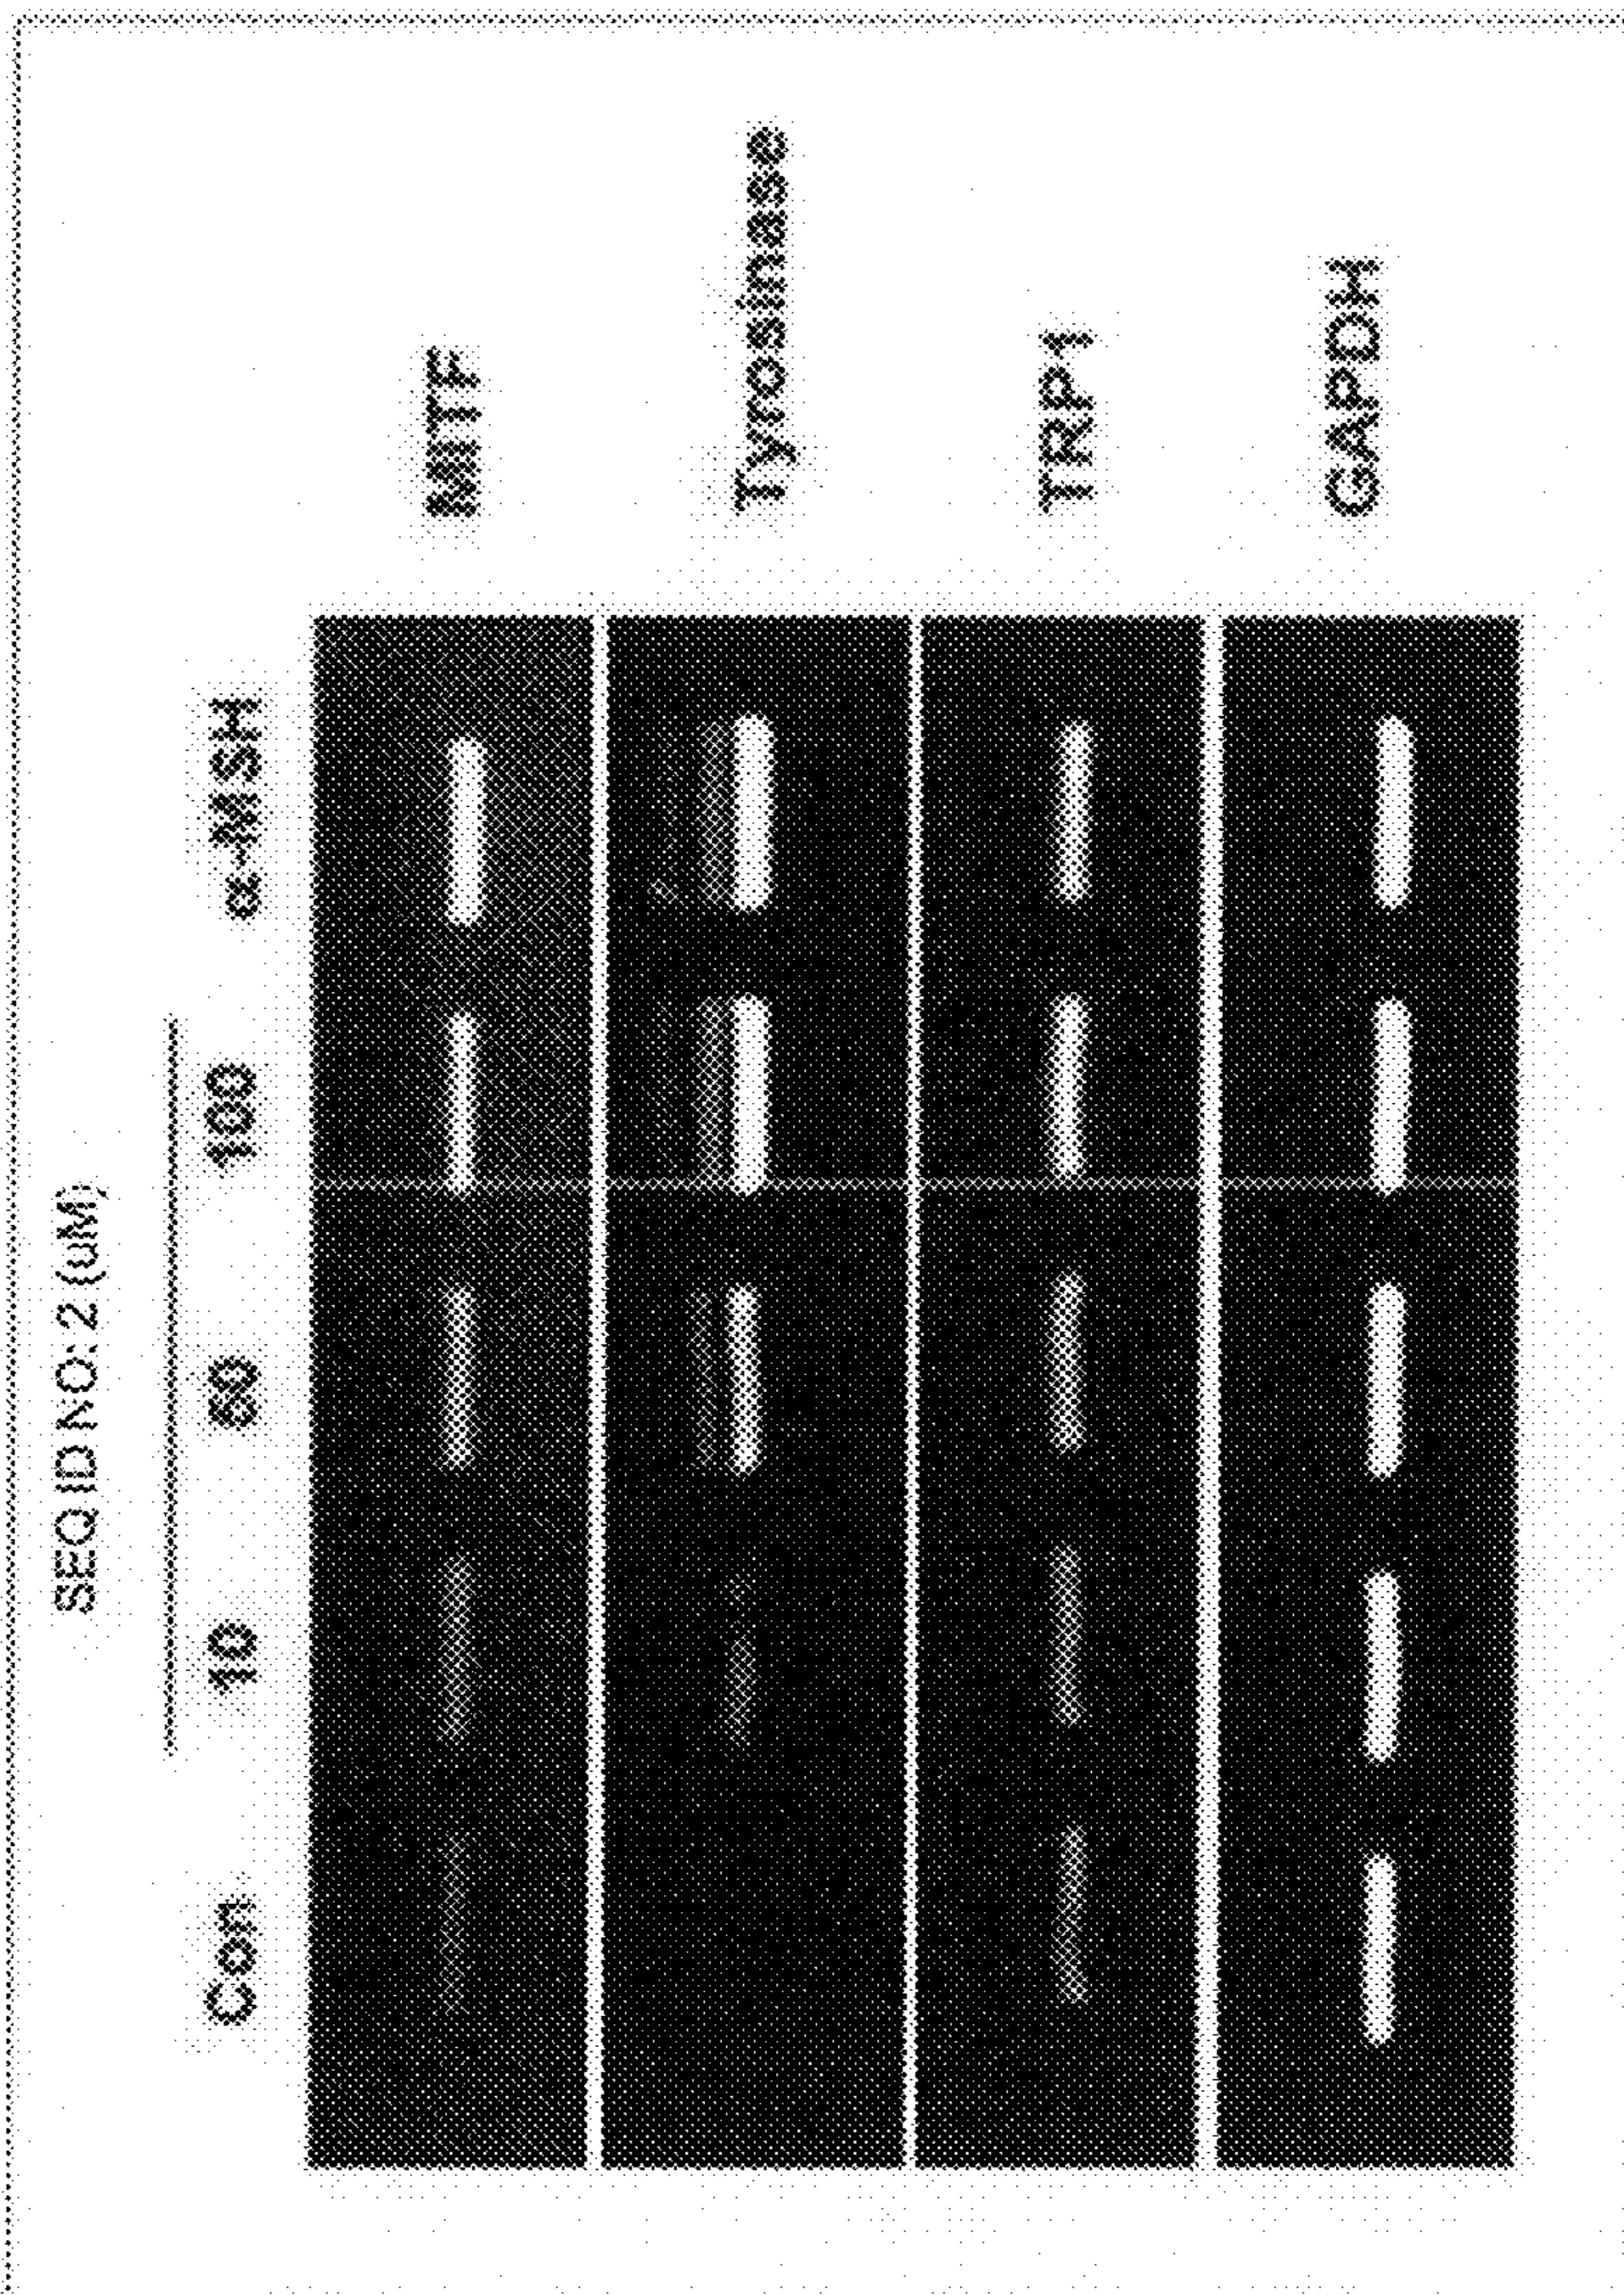 SEQ ID NO: 2 (uM)
Con 10 50 100 α-MSH
MITF
Tyrosinase
TRP1
GAPDH